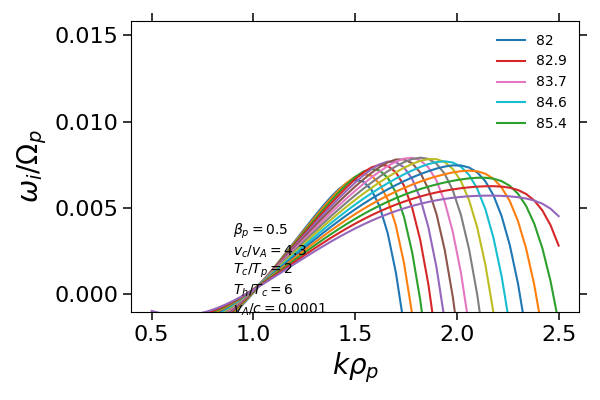 0.015
0.010
0.005
0.000
ω_i/Ω_p
82
82.9
83.7
84.6
85.4
β_p = 0.5
v_c/v_A = 4.3
T_c/T_p = 2
T_h/T_c = 6
v_A/c = 0.0001
0.5 1.0 1.5 2.0 2.5
kρ_p